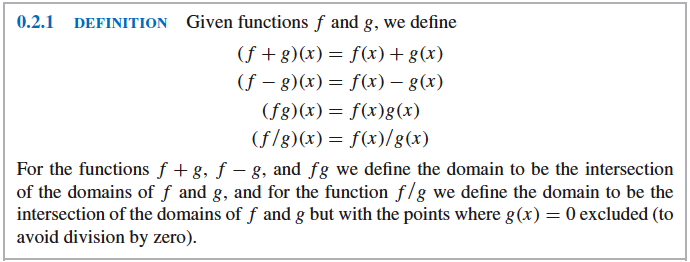 0.2.1 DEFINITION Given functions f and g, we define
(f + g)(x) = f(x) + g(x)
(f − g)(x) = f(x) − g(x)
(fg)(x) = f(x)g(x)
(f/g)(x) = f(x)/g(x)
For the functions f + g, f − g, and fg we define the domain to be the intersection
of the domains of f and g, and for the function f/g we define the domain to be the
intersection of the domains of f and g but with the points where g(x) = 0 excluded (to
avoid division by zero).